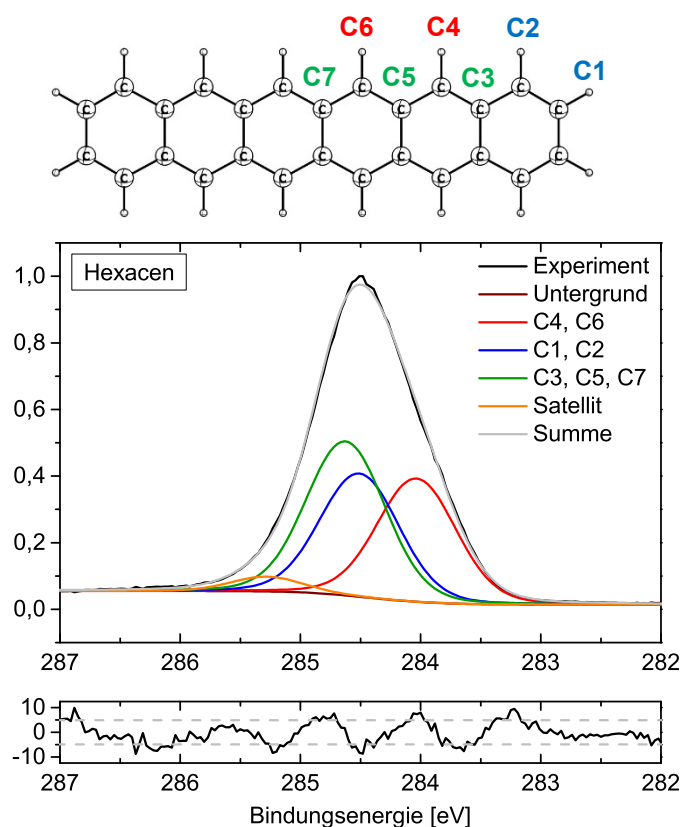 C6 C4 C2
C7 C5 C3 C1
C C C C C C
C C C C C C C
C C C C C C C
C C C C C C
Hexacen
Experiment
Untergrund
C4, C6
C1, C2
C3, C5, C7
Satellit
Summe
1,0
0,8
0,6
0,4
0,2
0,0
287 286 285 284 283 282
10
0
-10
287 286 285 284 283 282
Bindungsenergie [eV]